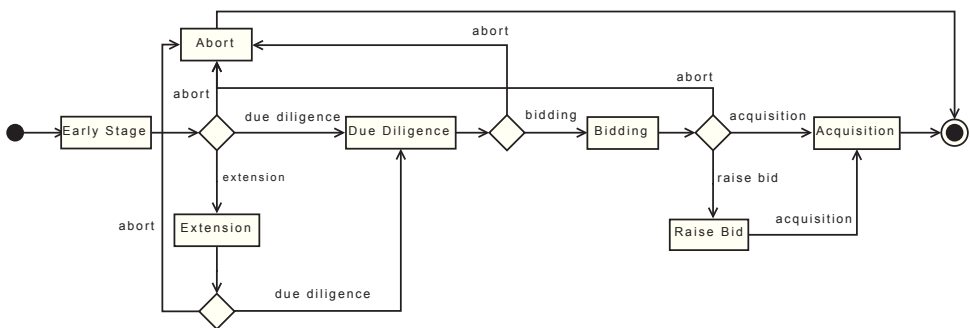 abort
Abort
abort
abort
due diligence
bidding
acquisition
Early Stage
Due Diligence
Bidding
Acquisition
extension
raise bid
abort
Extension
acquisition
Raise Bid
due diligence